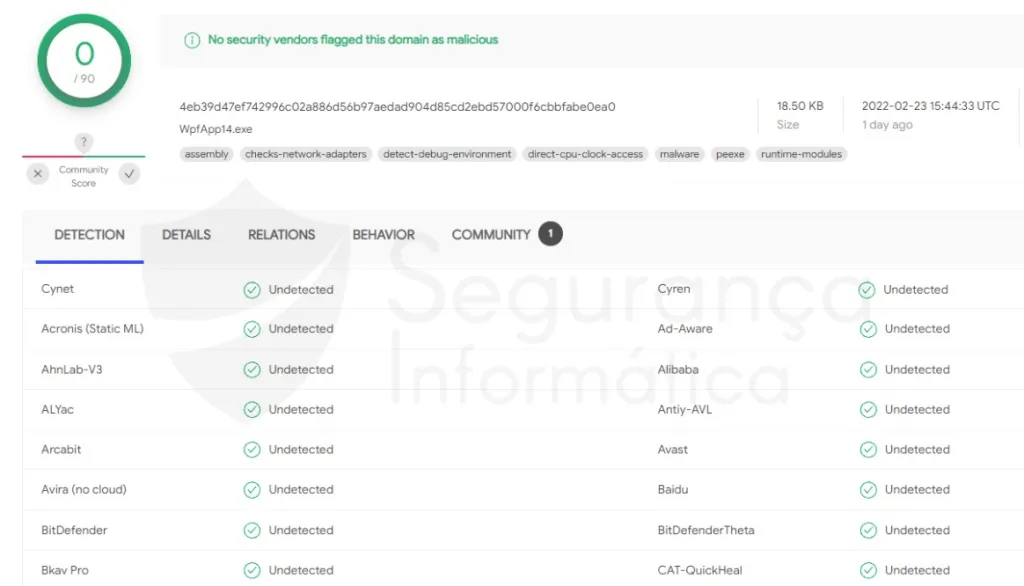 0
/ 90
No security vendors flagged this domain as malicious
4eb39d47ef742996c02a886d56b97aedad904d85cd2ebd57000f6cbbfabe0ea0
WpfApp14.exe
18.50 KB
Size
2022-02-23 15:44:33 UTC
1 day ago
assembly checks-network-adapters detect-debug-environment direct-cpu-clock-access malware peexe runtime-modules
?
Community
Score
DETECTION DETAILS RELATIONS BEHAVIOR COMMUNITY 1
Segurança
Informática
Cynet Undetected Cyren Undetected
Acronis (Static ML) Undetected Ad-Aware Undetected
AhnLab-V3 Undetected Alibaba Undetected
ALYac Undetected Antiy-AVL Undetected
Arcabit Undetected Avast Undetected
Avira (no cloud) Undetected Baidu Undetected
BitDefender Undetected BitDefenderTheta Undetected
Bkav Pro Undetected CAT-QuickHeal Undetected